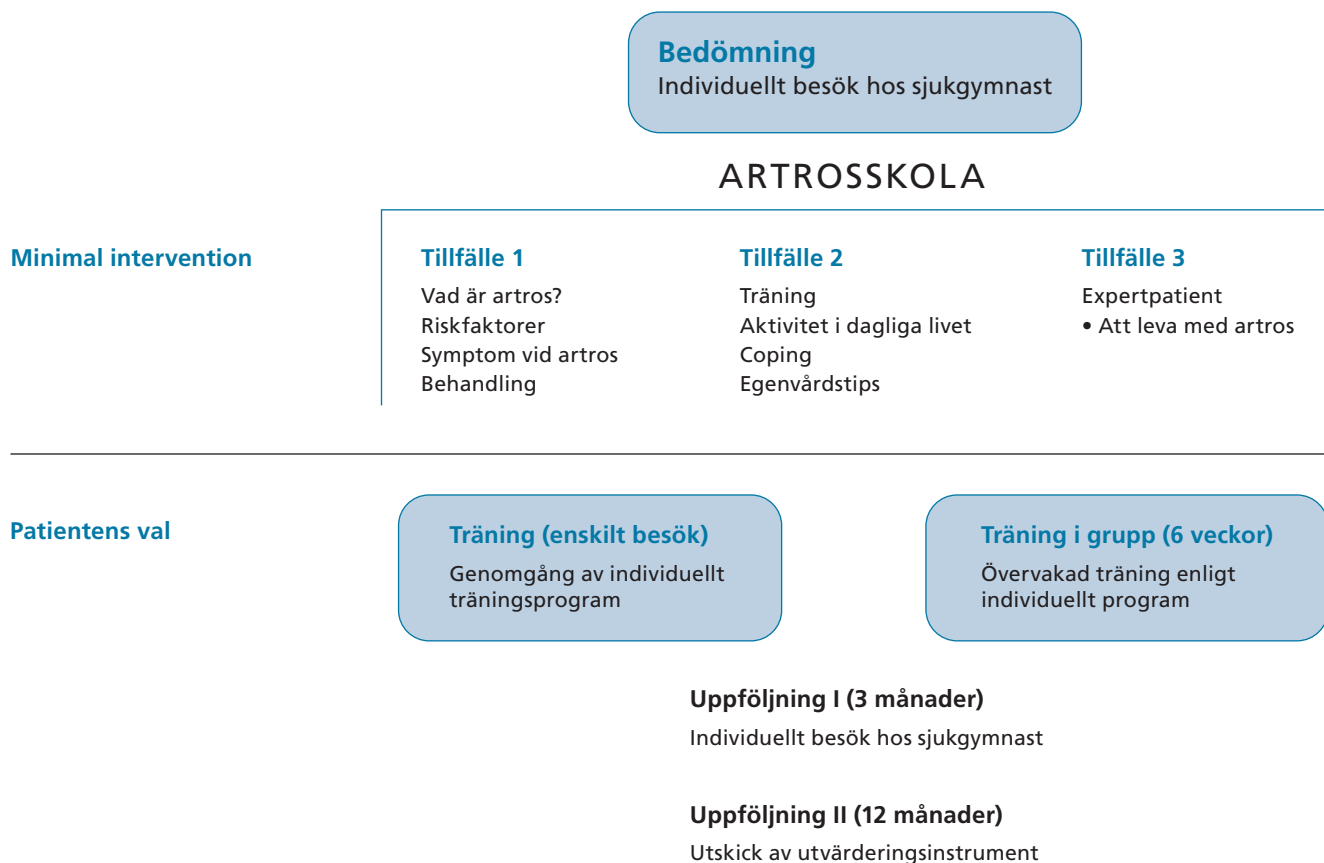 Bedömning
Individuellt besök hos sjukgymnast
ARTROSSKOLA
Minimal intervention
Tillfälle 1
Vad är artros?
Riskfaktorer
Symptom vid artros
Behandling
Tillfälle 2
Träning
Aktivitet i dagliga livet
Coping
Egenvårdstips
Tillfälle 3
Expertpatient
• Att leva med artros
Patientens val
Träning (enskilt besök)
Genomgång av individuellt
träningsprogram
Träning i grupp (6 veckor)
Övervakad träning enligt
individuellt program
Uppföljning I (3 månader)
Individuellt besök hos sjukgymnast
Uppföljning II (12 månader)
Utskick av utvärderingsinstrument